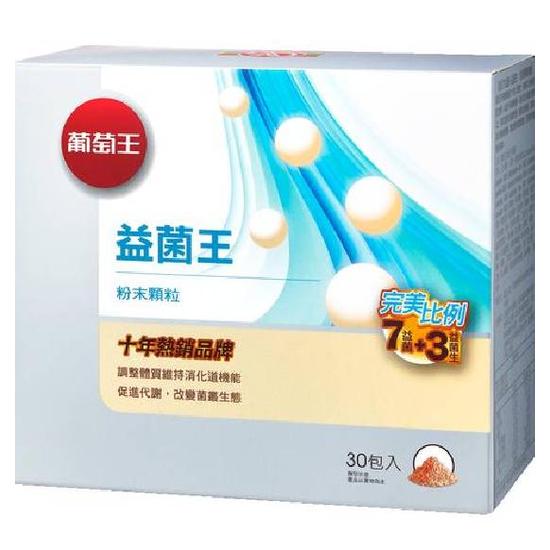 葡萄王
益菌王
粉末顆粒
完美比例
7益菌+3益菌生
十年熱銷品牌
調整體質維持消化道機能
促進代謝，改變菌叢生態
30包入